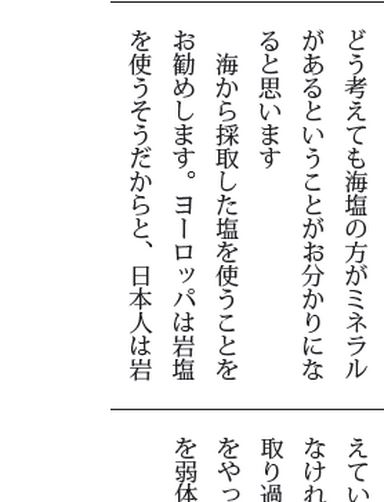 どう考えても海塩の方がミネラル
があるということがお分かりにな
ると思います
　海から採取した塩を使うことを
お勧めします。ヨーロッパは岩塩
を使うそうだからと、日本人は岩
えてい
なけれ
取り過
をやっ
を弱体